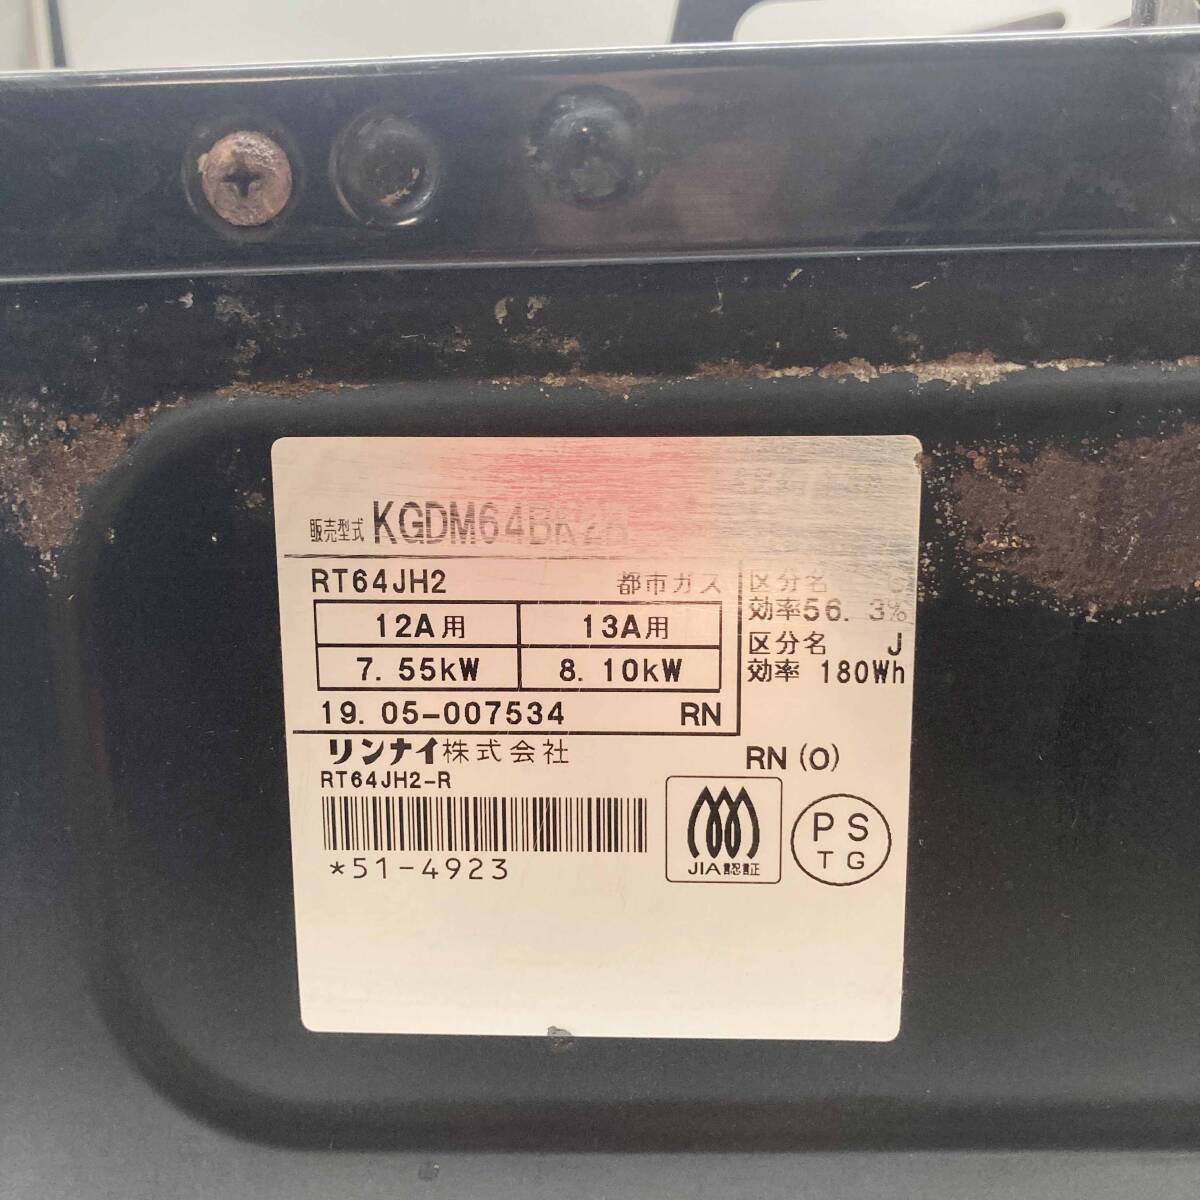 販売型式 KGDM64BK2R
RT64JH2 都市ガス
12A用 13A用
7.55kW 8.10kW
19.05-007534 RN
区分名 G
効率56.3%
区分名 J
効率 180Wh
リンナイ株式会社
RN(O)
RT64JH2-R
*51-4923
JIA認証
PS
TG